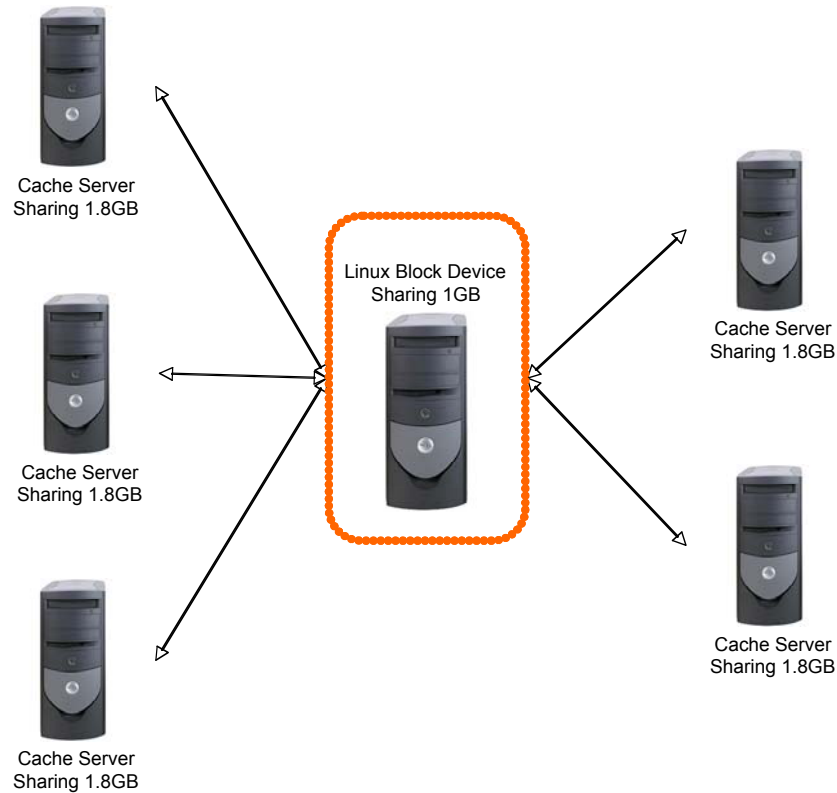 Cache Server
Sharing 1.8GB
Cache Server
Sharing 1.8GB
Cache Server
Sharing 1.8GB
Linux Block Device
Sharing 1GB
Cache Server
Sharing 1.8GB
Cache Server
Sharing 1.8GB